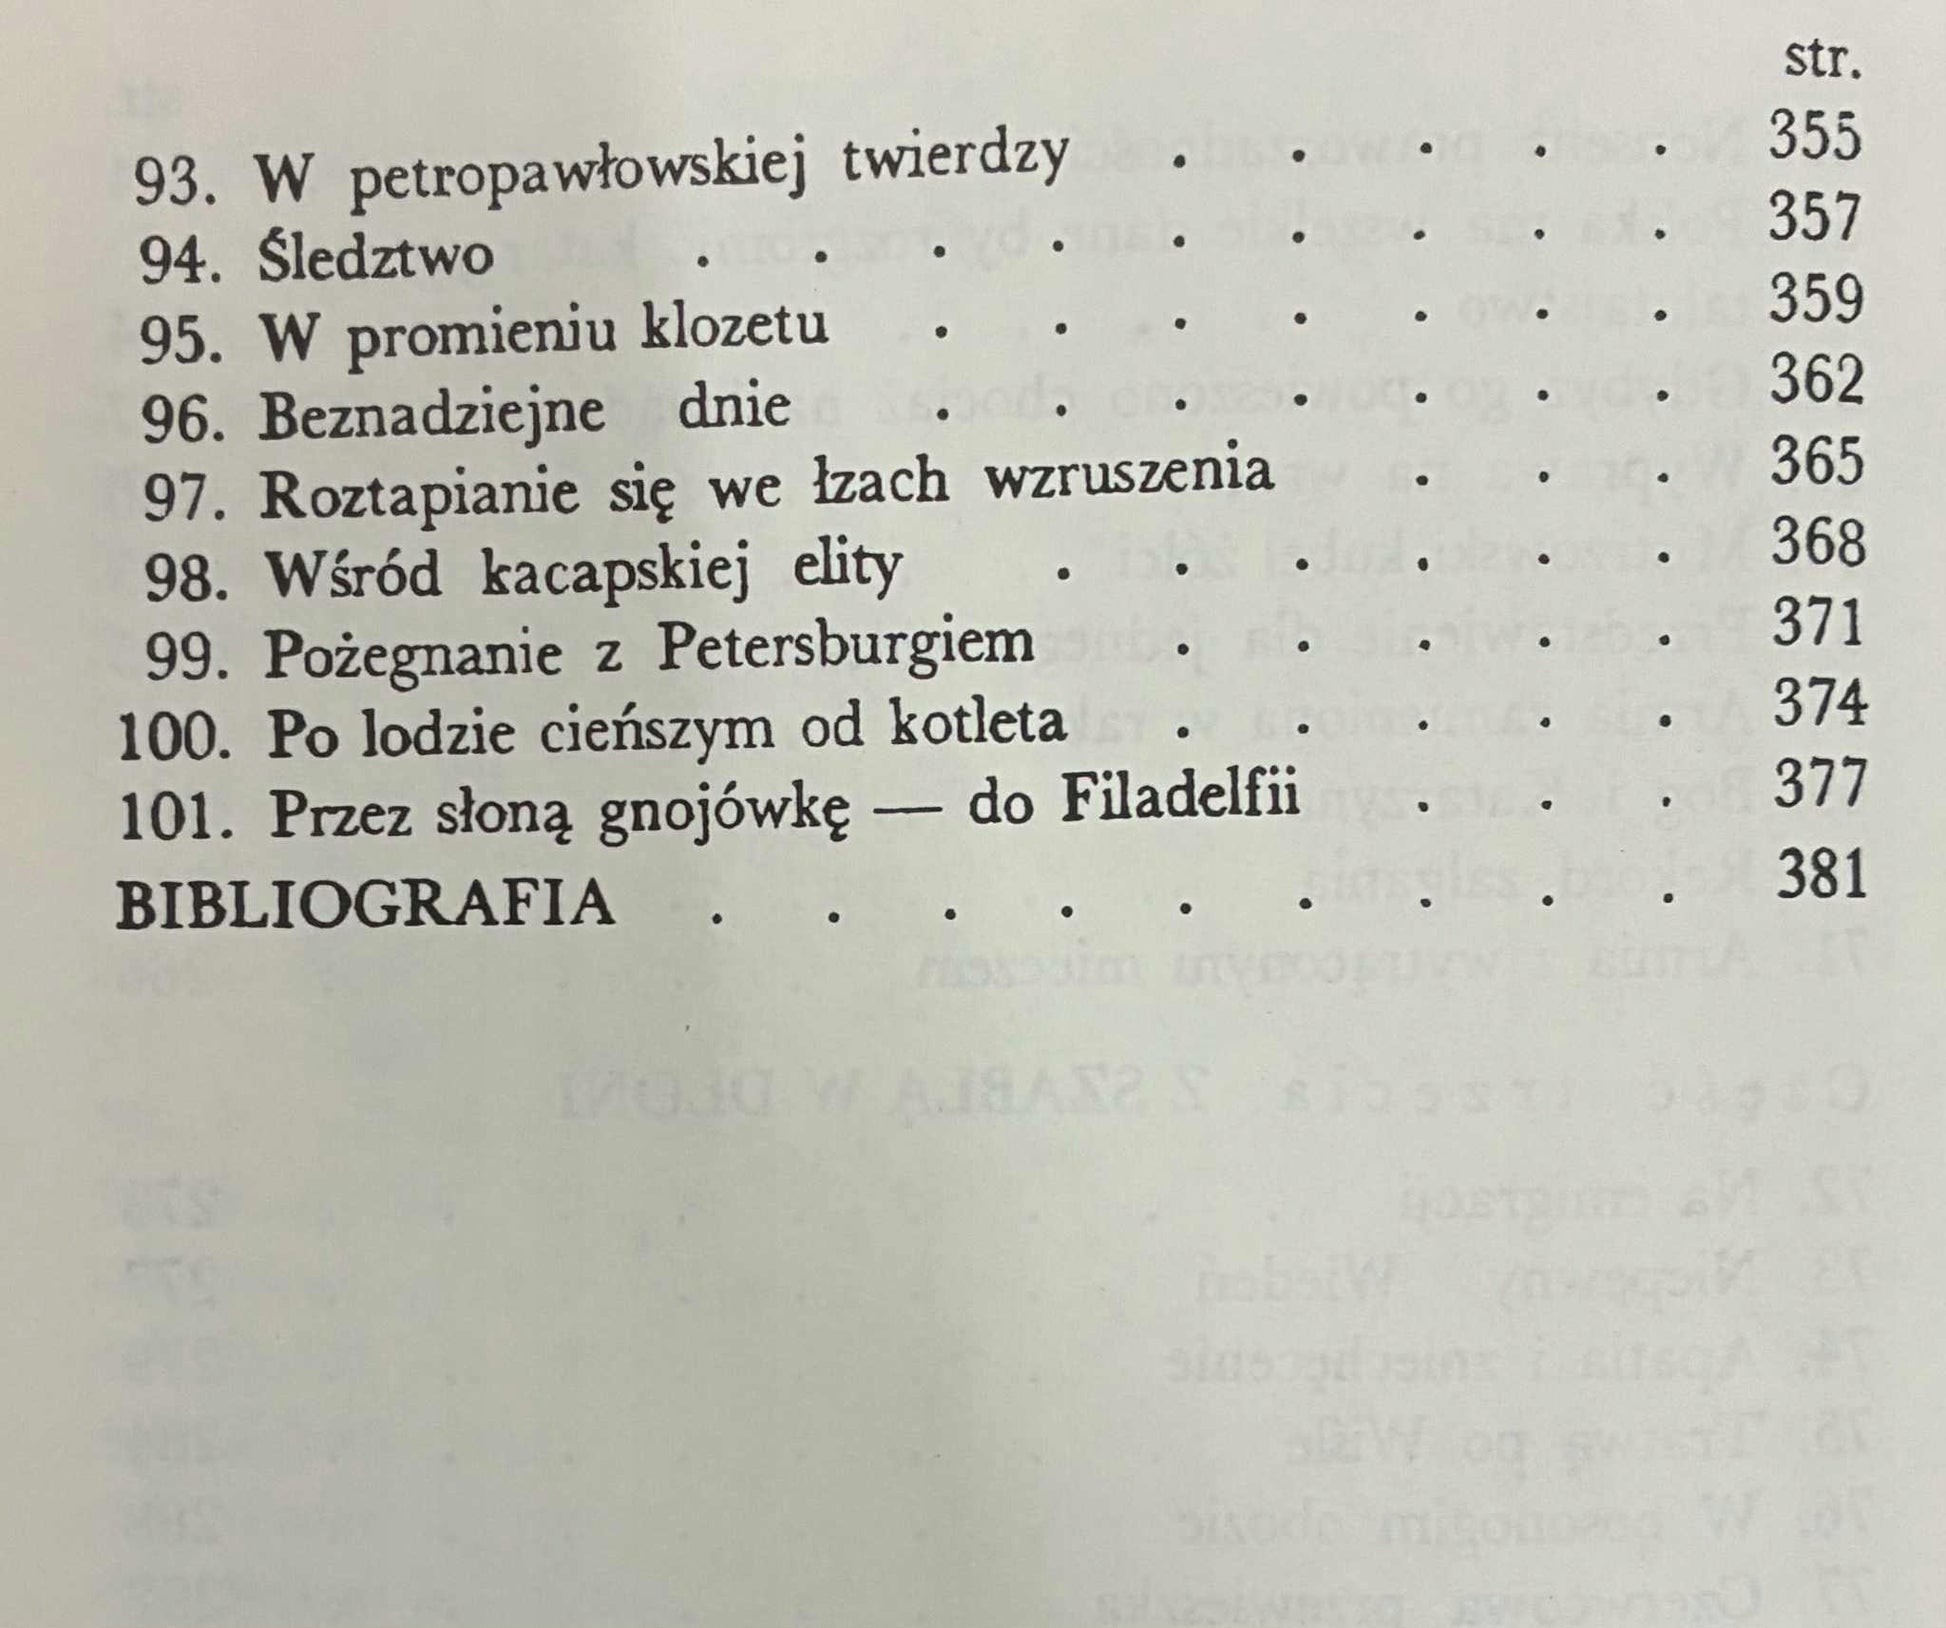 str.
93. W petropawłowskiej twierdzy . . . . . 355
94. Śledztwo . . . . . . . . . 357
95. W promieniu klozetu . . . . . . . 359
96. Beznadziejne dnie . . . . . . . 362
97. Roztapianie się we łzach wzruszenia . . . 365
98. Wśród kacapskiej elity . . . . . . 368
99. Pożegnanie z Petersburgiem . . . . . 371
100. Po lodzie cieńszym od kotleta . . . . . 374
101. Przez słoną gnojówkę — do Filadelfii . . . 377
BIBLIOGRAFIA . . . . . . . . . 381